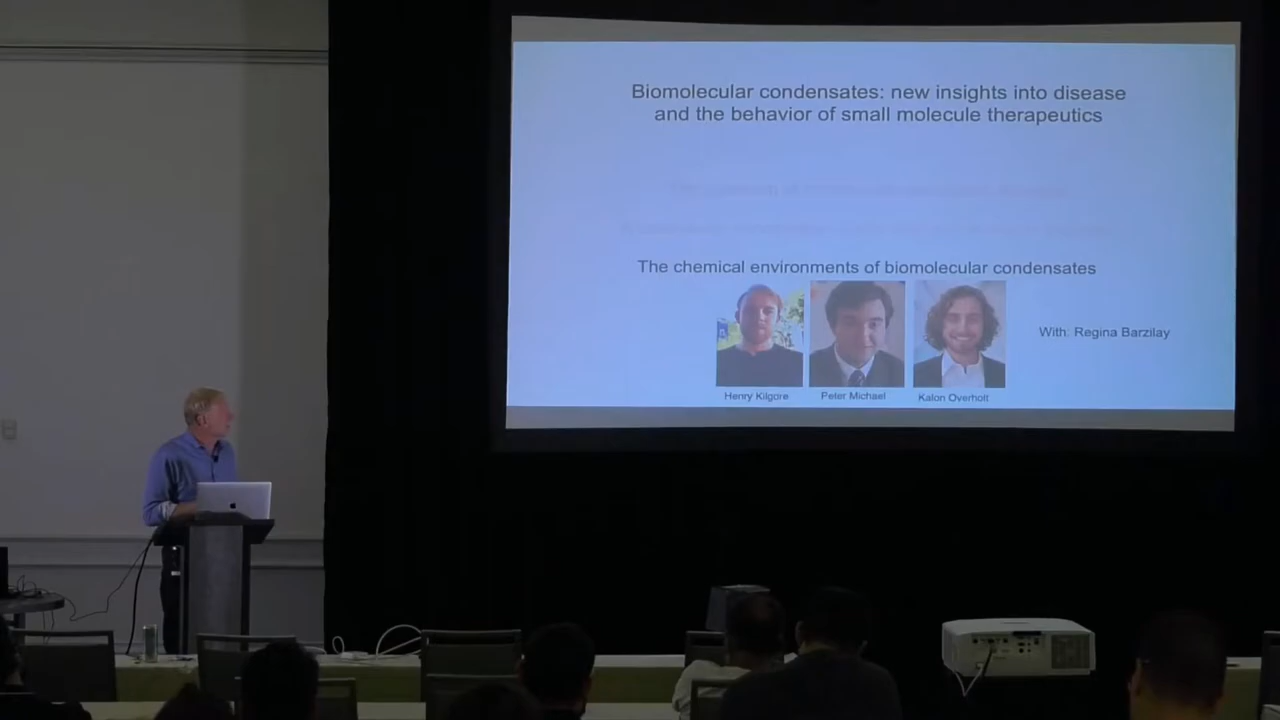 Biomolecular condensates: new insights into disease
and the behavior of small molecule therapeutics
The chemical environments of biomolecular condensates
With: Regina Barzilay
Henry Kilgore
Peter Michael
Kalon Overholt